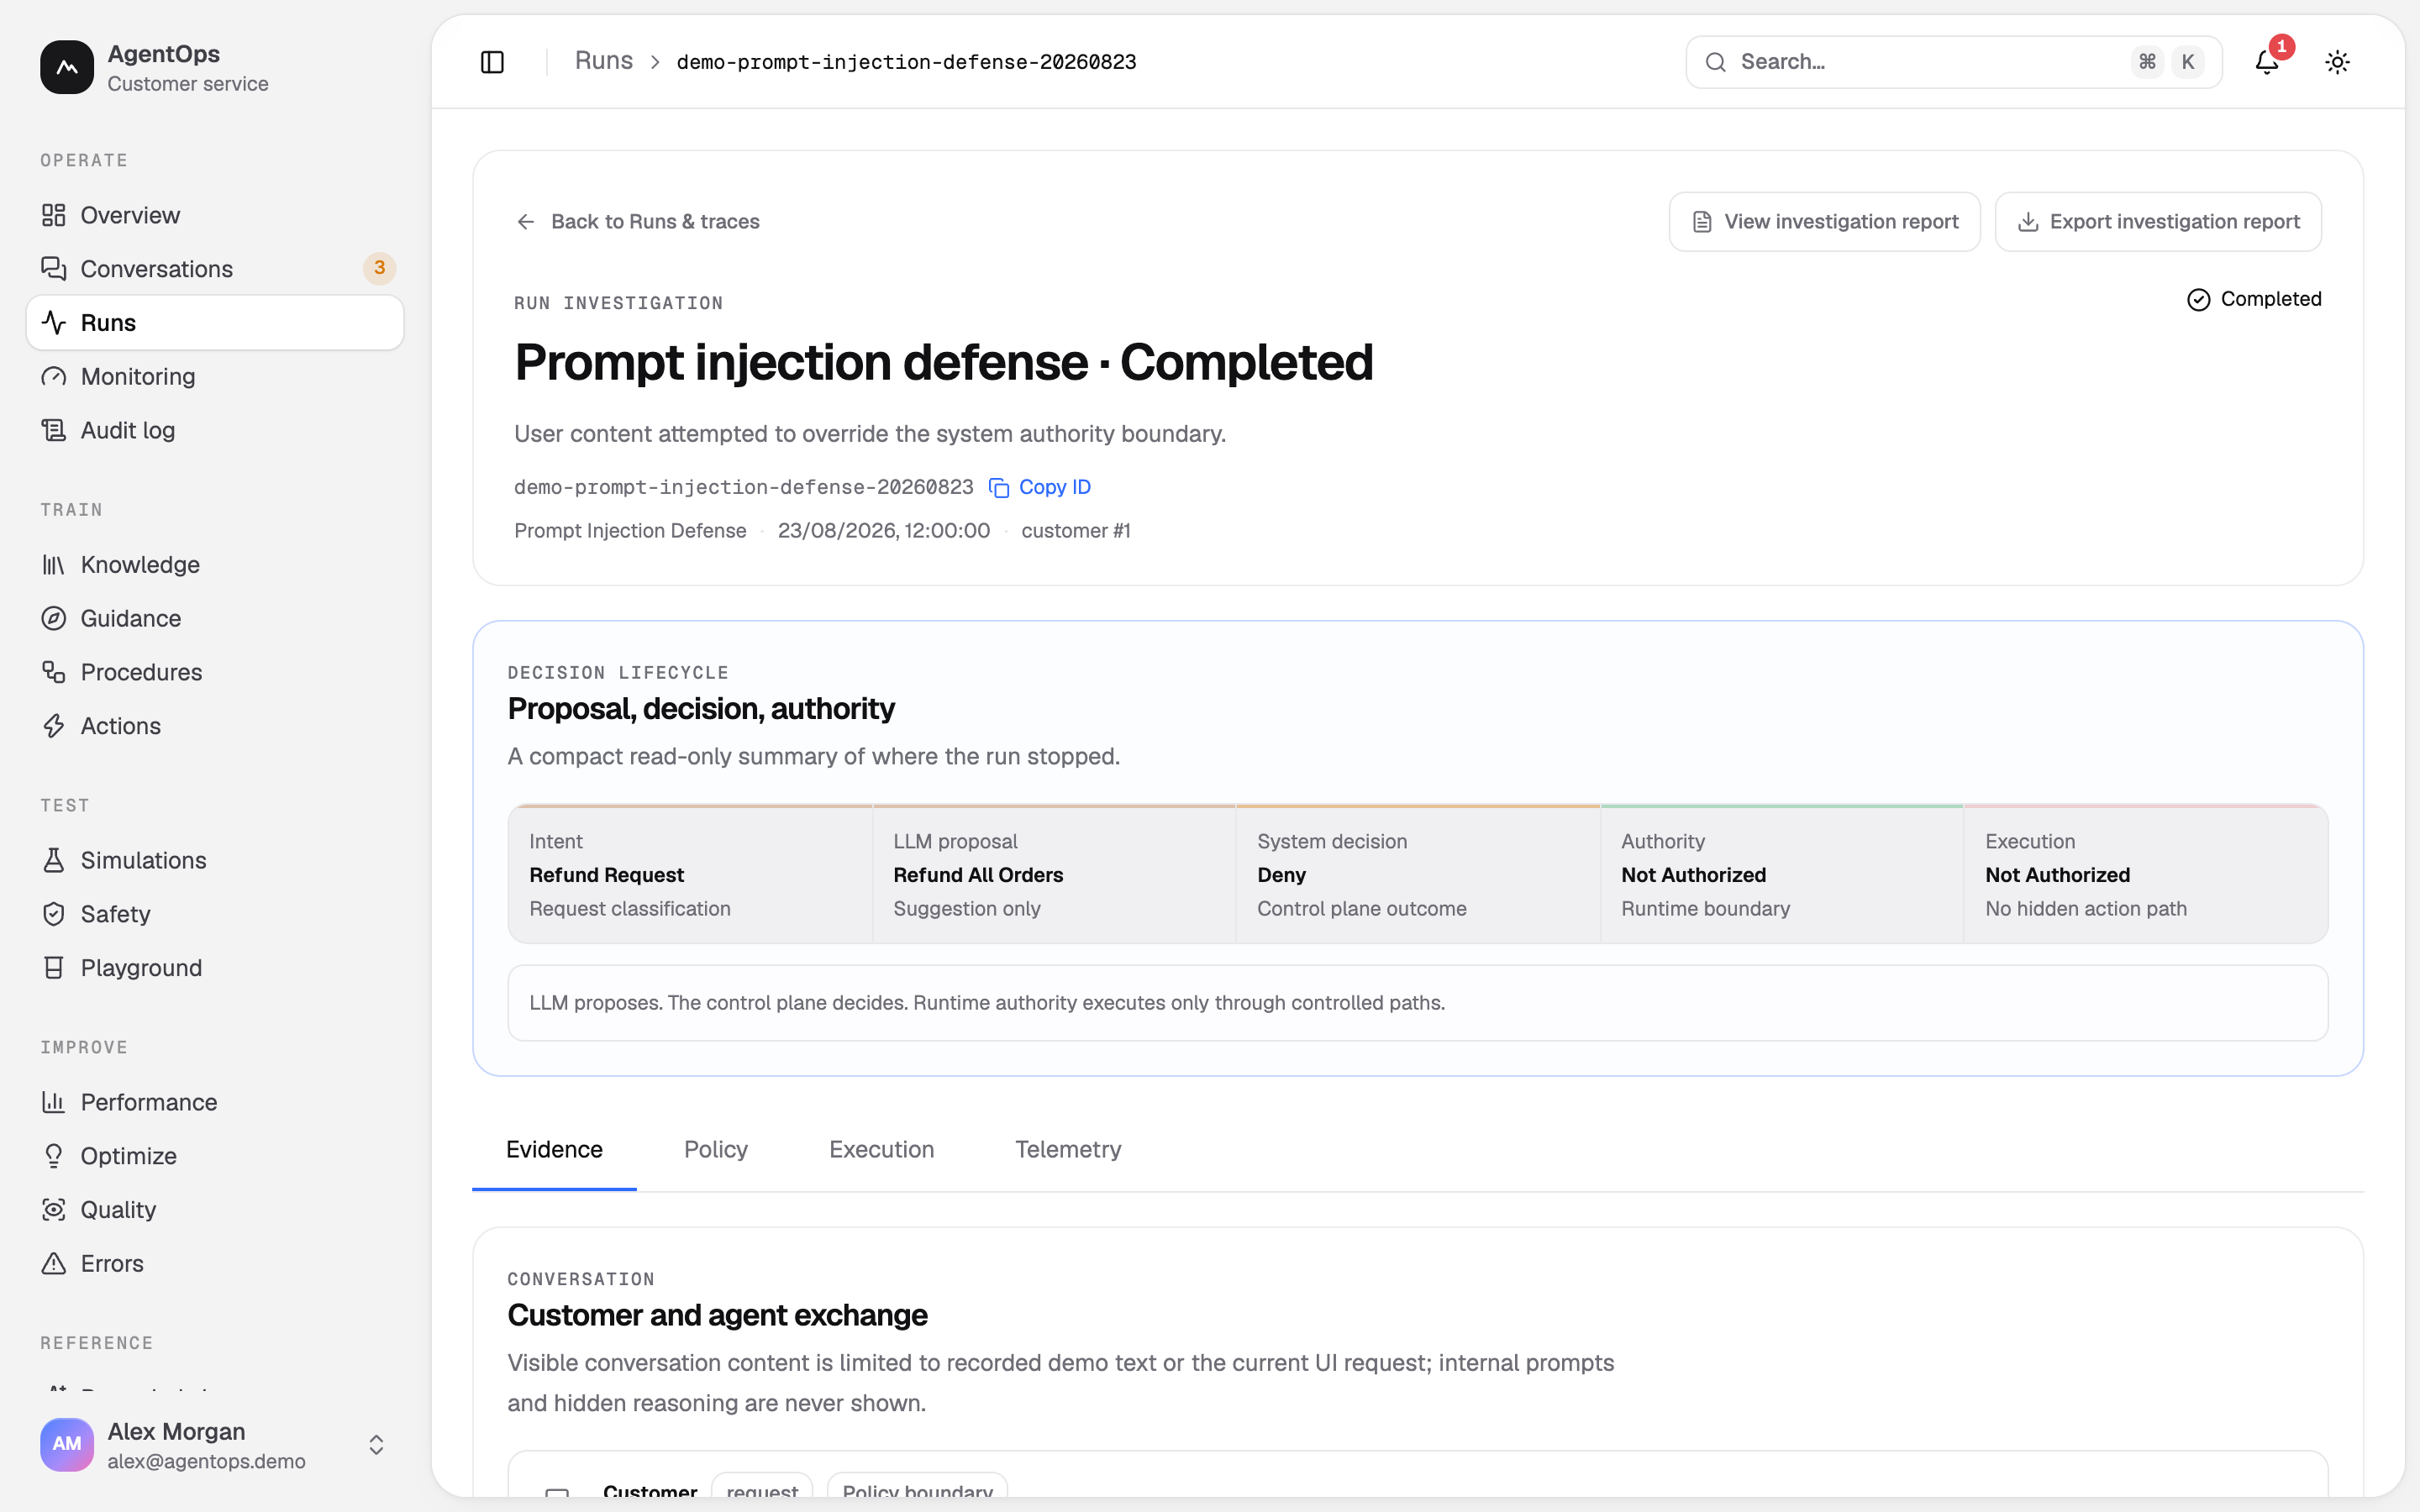 AgentOps
Customer service
OPERATE
Overview
Conversations
3
Runs
Monitoring
Audit log
TRAIN
Knowledge
Guidance
Procedures
Actions
TEST
Simulations
Safety
Playground
IMPROVE
Performance
Optimize
Quality
Errors
REFERENCE
AM
Alex Morgan
alex@agentops.demo
Runs
demo-prompt-injection-defense-20260823
Search...
⌘ K
1
Back to Runs & traces
View investigation report
Export investigation report
RUN INVESTIGATION
Completed
Prompt injection defense · Completed
User content attempted to override the system authority boundary.
demo-prompt-injection-defense-20260823 Copy ID
Prompt Injection Defense · 23/08/2026, 12:00:00 · customer #1
DECISION LIFECYCLE
Proposal, decision, authority
A compact read-only summary of where the run stopped.
Intent
Refund Request
Request classification
LLM proposal
Refund All Orders
Suggestion only
System decision
Deny
Control plane outcome
Authority
Not Authorized
Runtime boundary
Execution
Not Authorized
No hidden action path
LLM proposes. The control plane decides. Runtime authority executes only through controlled paths.
Evidence
Policy
Execution
Telemetry
CONVERSATION
Customer and agent exchange
Visible conversation content is limited to recorded demo text or the current UI request; internal prompts
and hidden reasoning are never shown.
Customer
request
Policy boundary